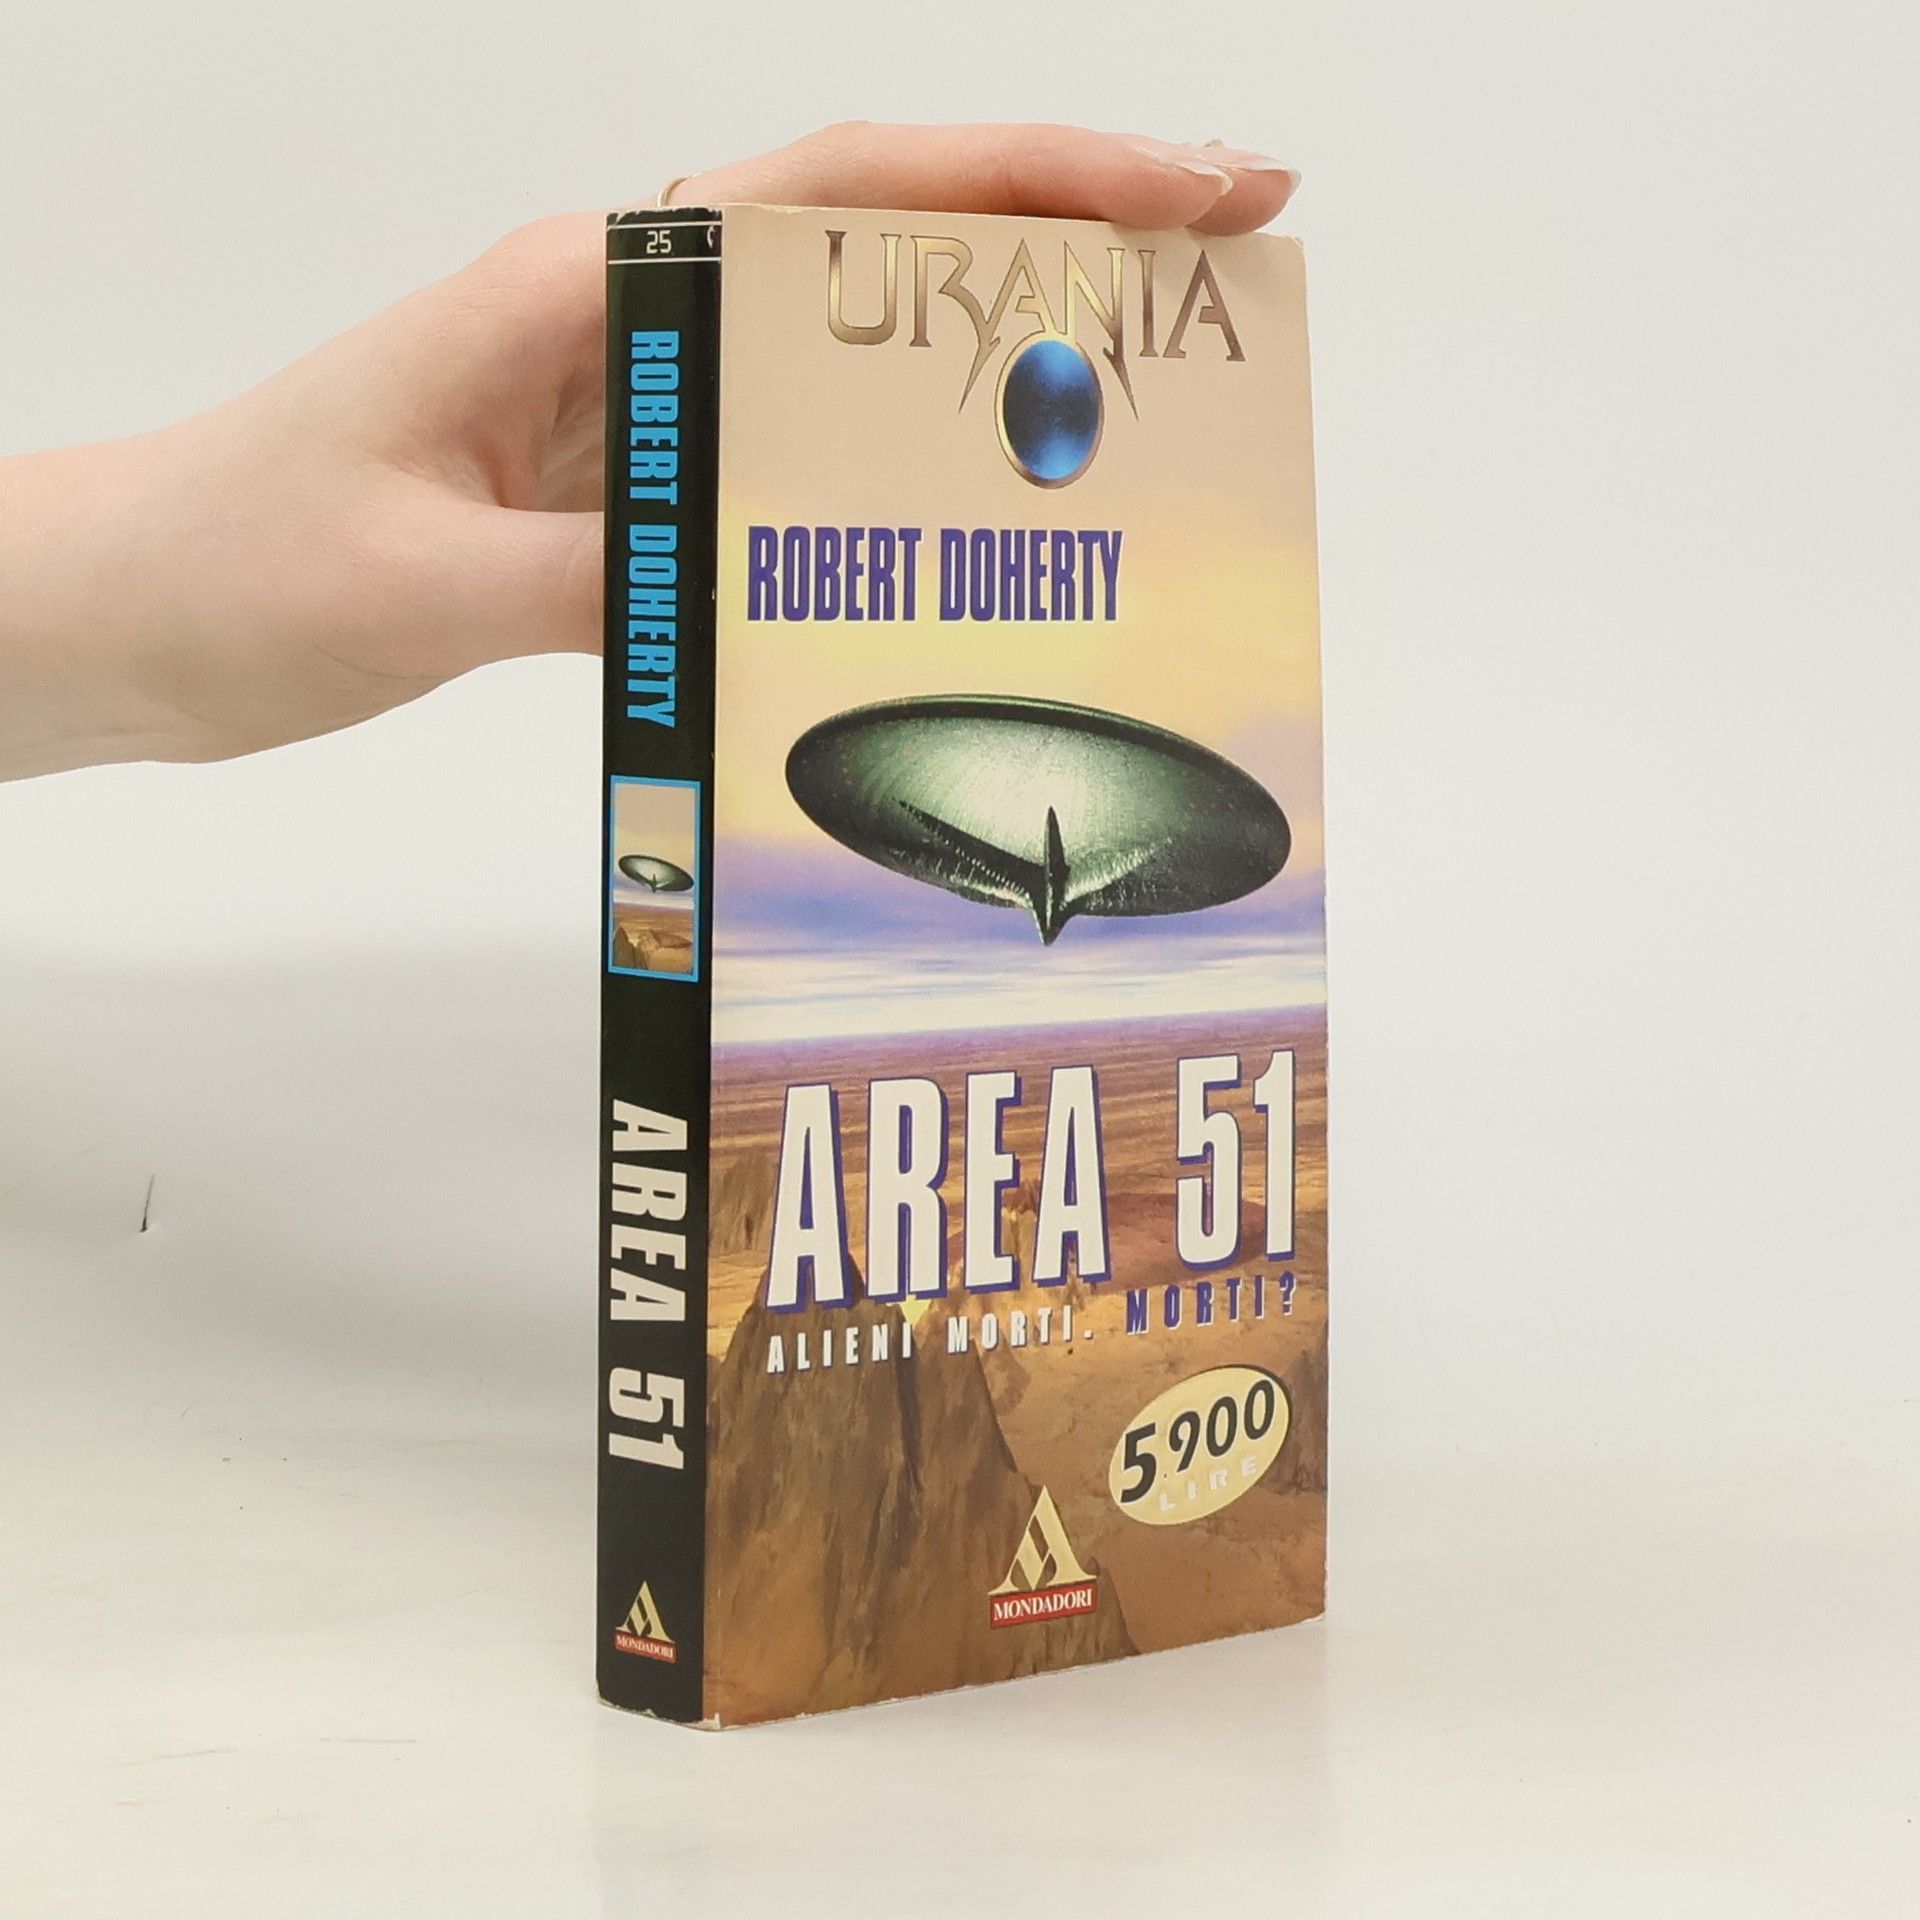 25
ROBERT DOHERTY
AREA 51
MONDADORI
URANIA
ROBERT DOHERTY
AREA 51
ALIENI MORTI. MORTI?
5.900
LIRE
MONDADORI